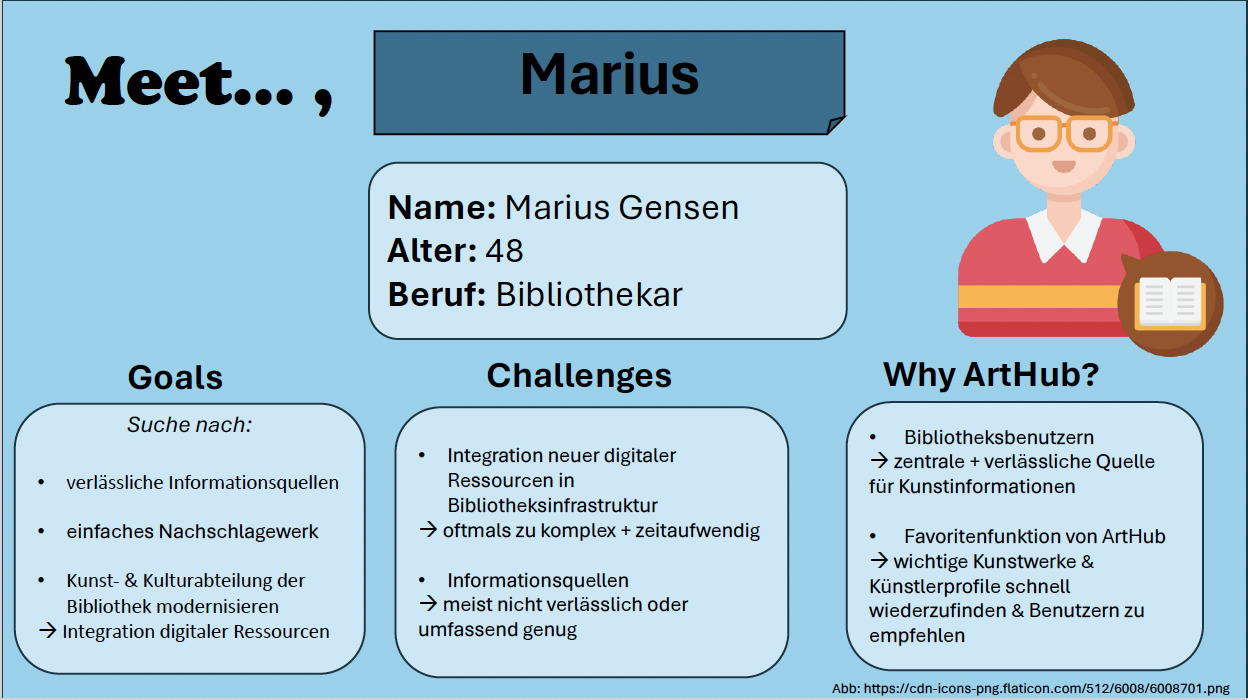 Meet... ,
Marius
Name: Marius Gensen
Alter: 48
Beruf: Bibliothekar
Goals
Suche nach:
• verlässliche Informationsquellen
• einfaches Nachschlagewerk
• Kunst- & Kulturabteilung der
Bibliothek modernisieren
→ Integration digitaler Ressourcen
Challenges
• Integration neuer digitaler
Ressourcen in
Bibliotheksinfrastruktur
→ oftmals zu komplex + zeitaufwendig
• Informationsquellen
→ meist nicht verlässlich oder
umfassend genug
Why ArtHub?
• Bibliotheksbenutzern
→ zentrale + verlässliche Quelle
für Kunstinformationen
• Favoritenfunktion von ArtHub
→ wichtige Kunstwerke &
Künstlerprofile schnell
wiederzufinden & Benutzern zu
empfehlen
Abb: https://cdn-icons-png.flaticon.com/512/6008/6008701.png